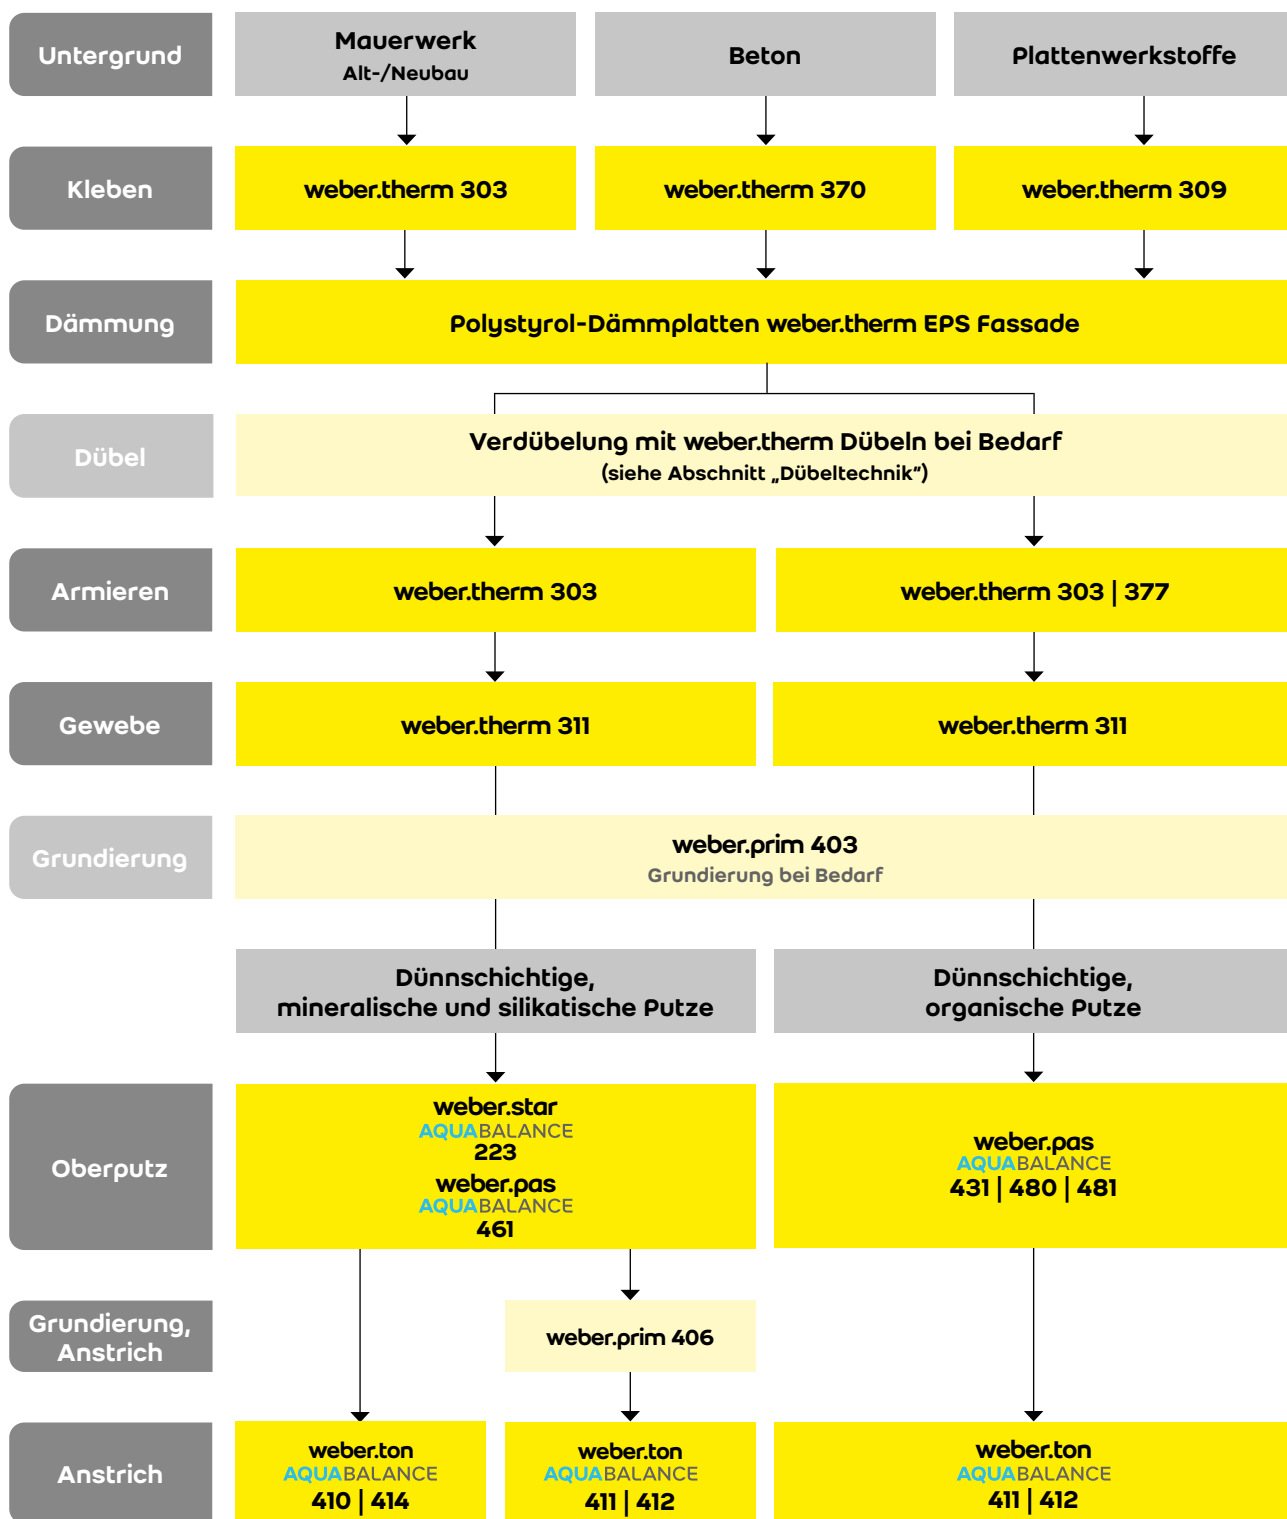 Untergrund
Mauerwerk
Alt-/Neubau
Beton
Plattenwerkstoffe
Kleben
weber.therm 303
weber.therm 370
weber.therm 309
Dämmung
Polystyrol-Dämmplatten weber.therm EPS Fassade
Dübel
Verdübelung mit weber.therm Dübeln bei Bedarf
(siehe Abschnitt „Dübeltechnik“)
Armieren
weber.therm 303
weber.therm 303 | 377
Gewebe
weber.therm 311
weber.therm 311
Grundierung
weber.prim 403
Grundierung bei Bedarf
Dünnschichtige,
mineralische und silikatische Putze
Dünnschichtige,
organische Putze
Oberputz
weber.star
AQUABALANCE
223
weber.pas
AQUABALANCE
461
weber.pas
AQUABALANCE
431 | 480 | 481
Grundierung,
Anstrich
weber.prim 406
Anstrich
weber.ton
AQUABALANCE
410 | 414
weber.ton
AQUABALANCE
411 | 412
weber.ton
AQUABALANCE
411 | 412